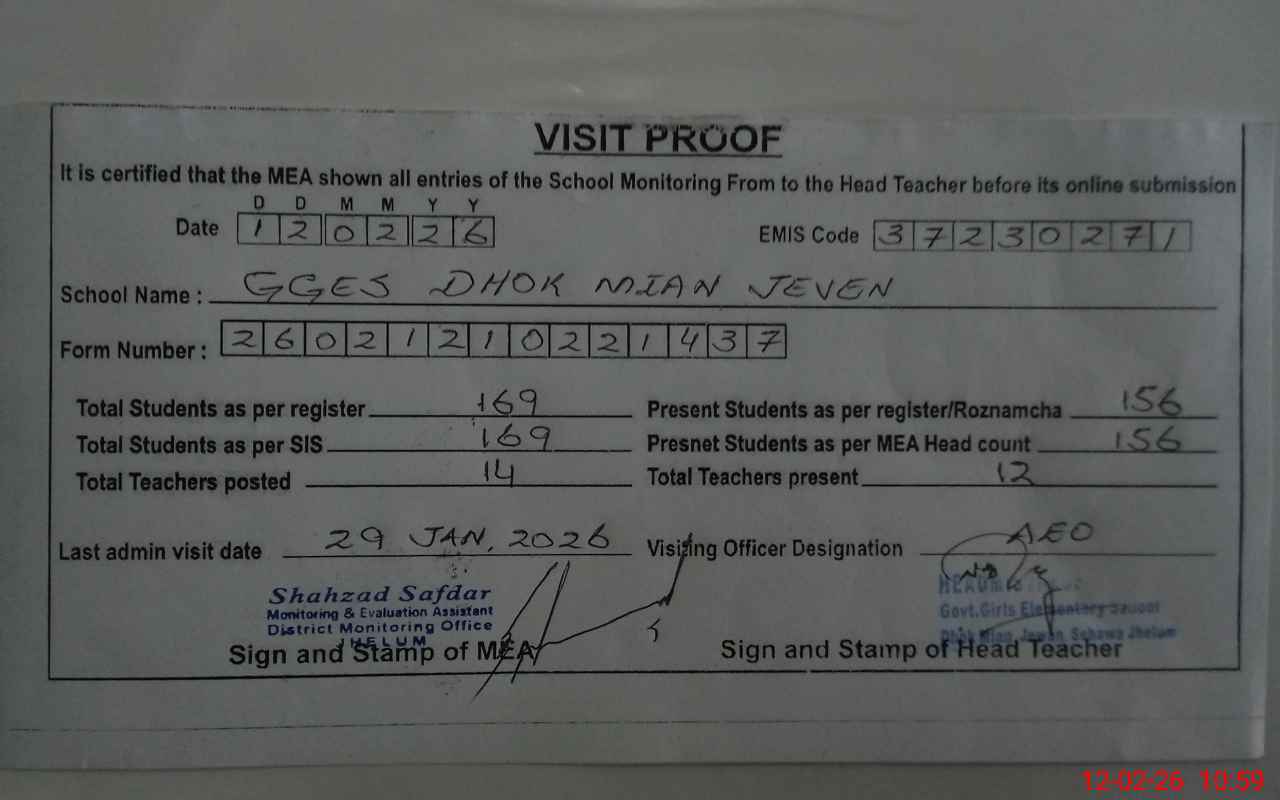 VISIT PROOF
It is certified that the MEA shown all entries of the School Monitoring From to the Head Teacher before its online submission
D D M M Y Y
Date 1 2 0 2 2 6 EMIS Code 3 7 2 3 0 2 7 1
School Name : GGES DHOK MIAN JEVEN
Form Number : 2 6 0 2 1 2 1 0 2 2 1 4 3 7
Total Students as per register 169 Present Students as per register/Roznamcha 156
Total Students as per SIS 169 Presnet Students as per MEA Head count 156
Total Teachers posted 14 Total Teachers present 12
Last admin visit date 29 JAN, 2026 Visiting Officer Designation AEO
Shahzad Safdar
Monitoring & Evaluation Assistant Govt.Girls Elementary
District Monitoring Office
JHELUM Dhok Mian Sohawa Jhelum
Sign and Stamp of MEA Sign and Stamp of Head Teacher
12-02-26 10:59